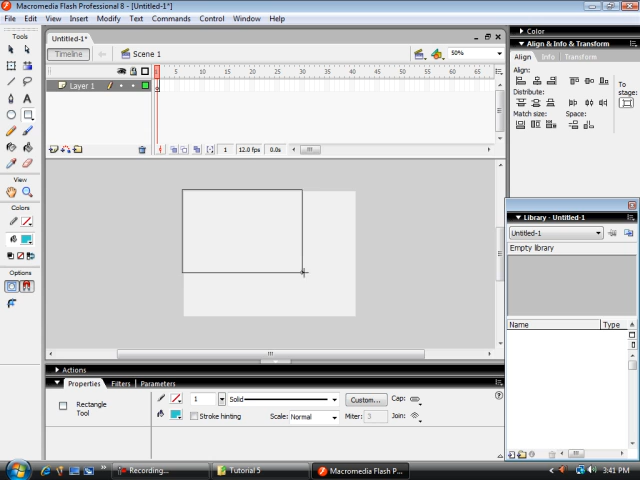 Macromedia Flash Professional 8 - [Untitled-1*]
File Edit View Insert Modify Text Commands Control Window Help
Tools
View
Colors
Options
Untitled-1*
Timeline
Scene 1
50%
1 5 10 15 20 25 30 35 40 45 50 55 60 65
Layer 1
1 12.0 fps 0.0s
Color
Align & Info & Transform
Align Info Transform
Align:
Distribute:
Match size: Space:
To stage:
Library - Untitled-1
Untitled-1
Empty library
Name Type
Actions
Properties Filters Parameters
Rectangle Tool
1 Solid Custom... Cap:
Stroke hinting Scale: Normal Miter: 3 Join:
Recording... Tutorial 5 Macromedia Flash P... 3:41 PM